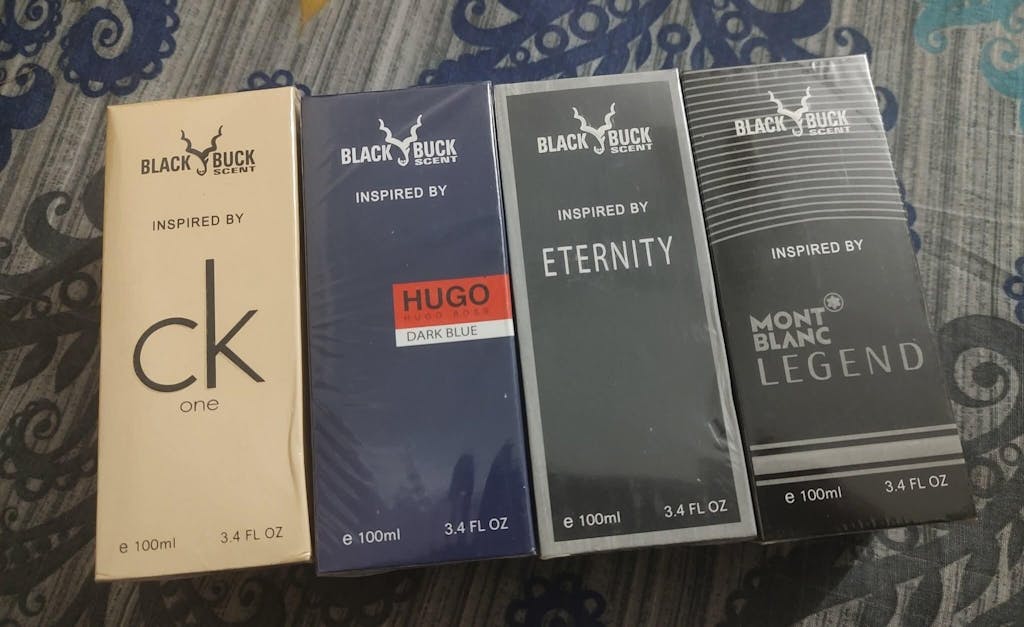 BLACK BUCK
SCENT
INSPIRED BY
ck
one
e 100ml
3.4 FL OZ
BLACK BUCK
SCENT
INSPIRED BY
HUGO
HUGO BOSS
DARK BLUE
e 100ml
3.4 FL OZ
BLACK BUCK
SCENT
INSPIRED BY
ETERNITY
e 100ml
3.4 FL OZ
BLACK BUCK
SCENT
INSPIRED BY
MONT
BLANC
LEGEND
e 100ml
3.4 FL OZ